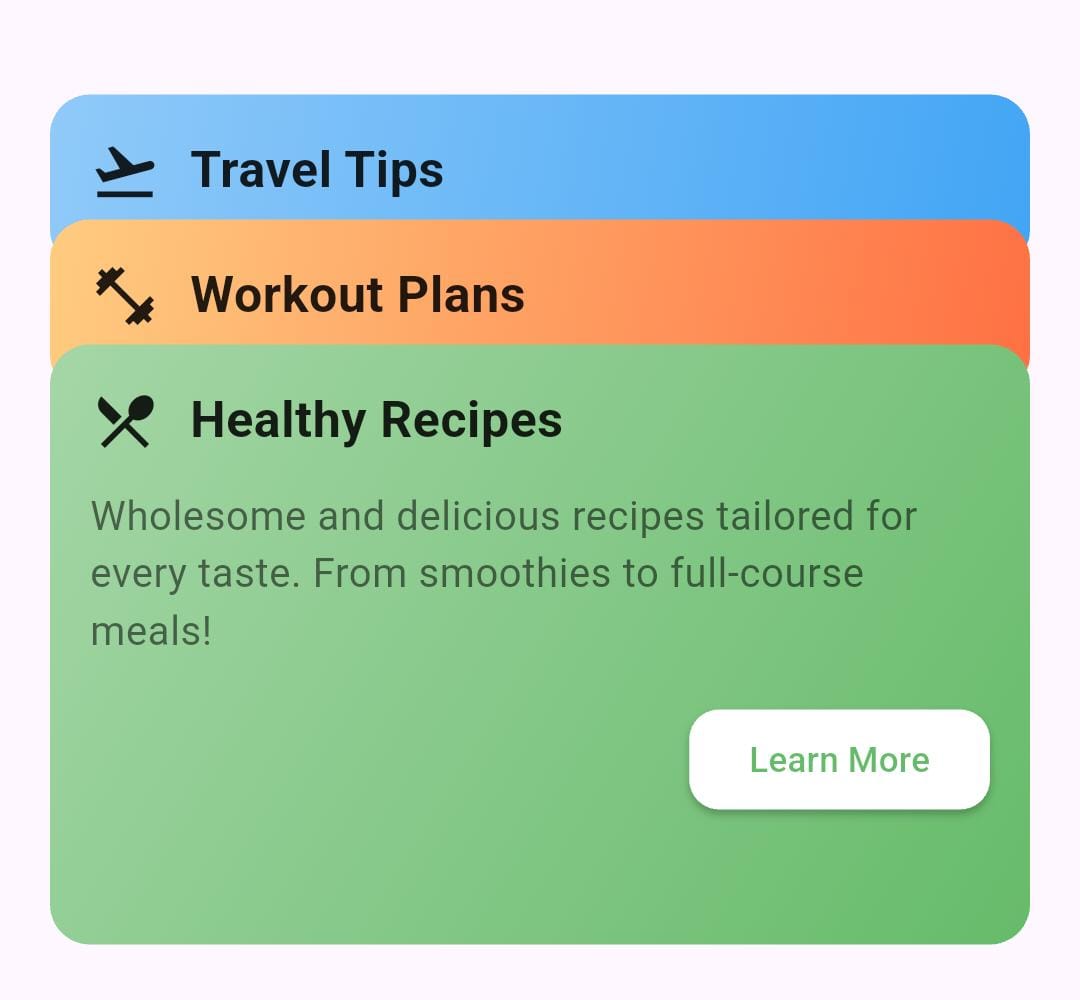 Travel Tips
Workout Plans
Healthy Recipes
Wholesome and delicious recipes tailored for
every taste. From smoothies to full-course
meals!
Learn More